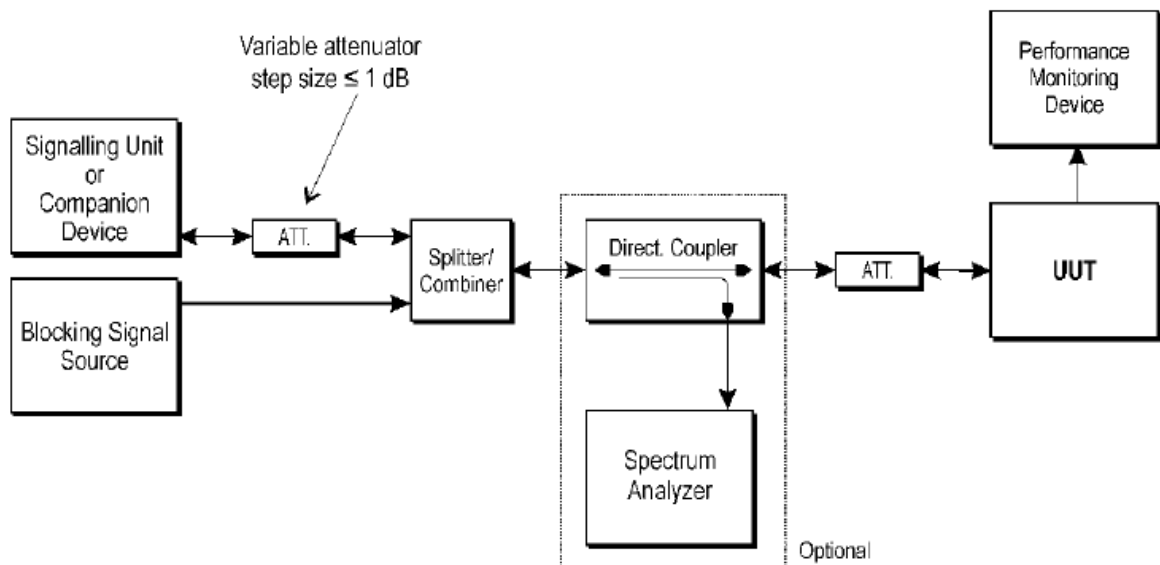 Variable attenuator
step size ≤ 1 dB
Signalling Unit
or
Companion
Device
ATT.
Blocking Signal
Source
Splitter/
Combiner
Direct. Coupler
Spectrum
Analyzer
Optional
ATT.
Performance
Monitoring
Device
UUT